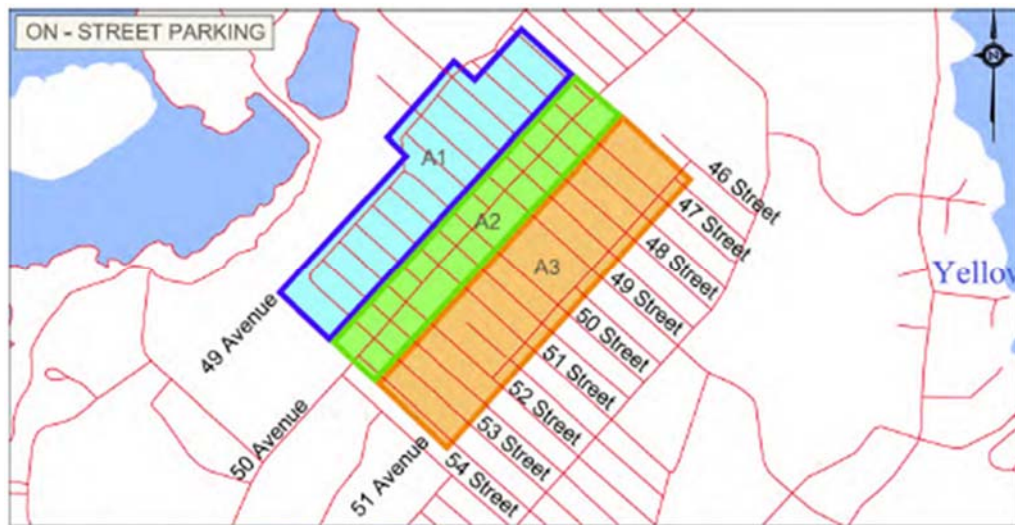 ON - STREET PARKING
N
A1
A2
A3
46 Street
47 Street
48 Street
49 Street
50 Street
51 Street
52 Street
53 Street
54 Street
49 Avenue
50 Avenue
51 Avenue
Yellow